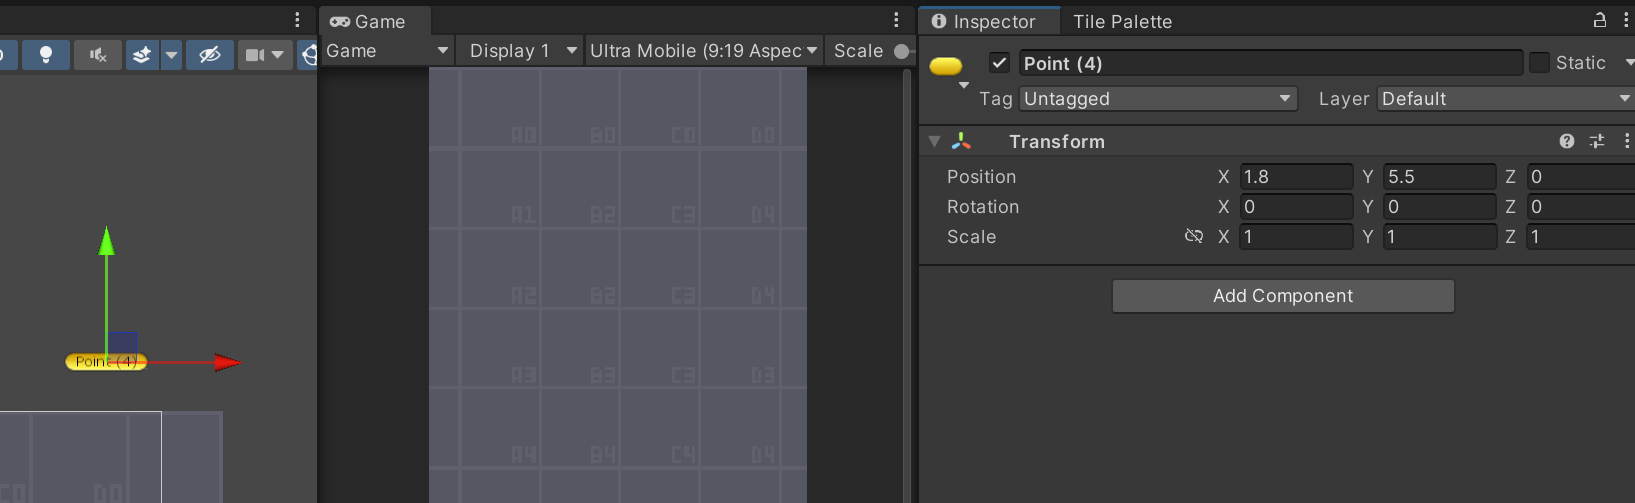 Game
Inspector
Tile Palette
Game
Display 1
Ultra Mobile (9:19 Aspec
Scale
Point (4)
Static
Tag
Untagged
Layer
Default
Transform
Position X 1.8 Y 5.5 Z 0
Rotation X 0 Y 0 Z 0
Scale X 1 Y 1 Z 1
Add Component
Point (4)
C0 D0
A0 B0 C0 D0
A1 B2 C3 D4
A2 B2 C3 D4
A3 B3 C3 D3
A4 B4 C4 D4